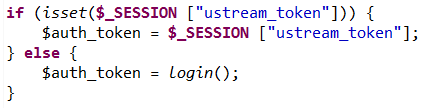 if (isset($_SESSION ["ustream_token"])) {
    $auth_token = $_SESSION ["ustream_token"];
} else {
    $auth_token = login();
}